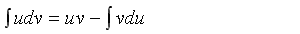 ∫udv = uv − ∫vdu